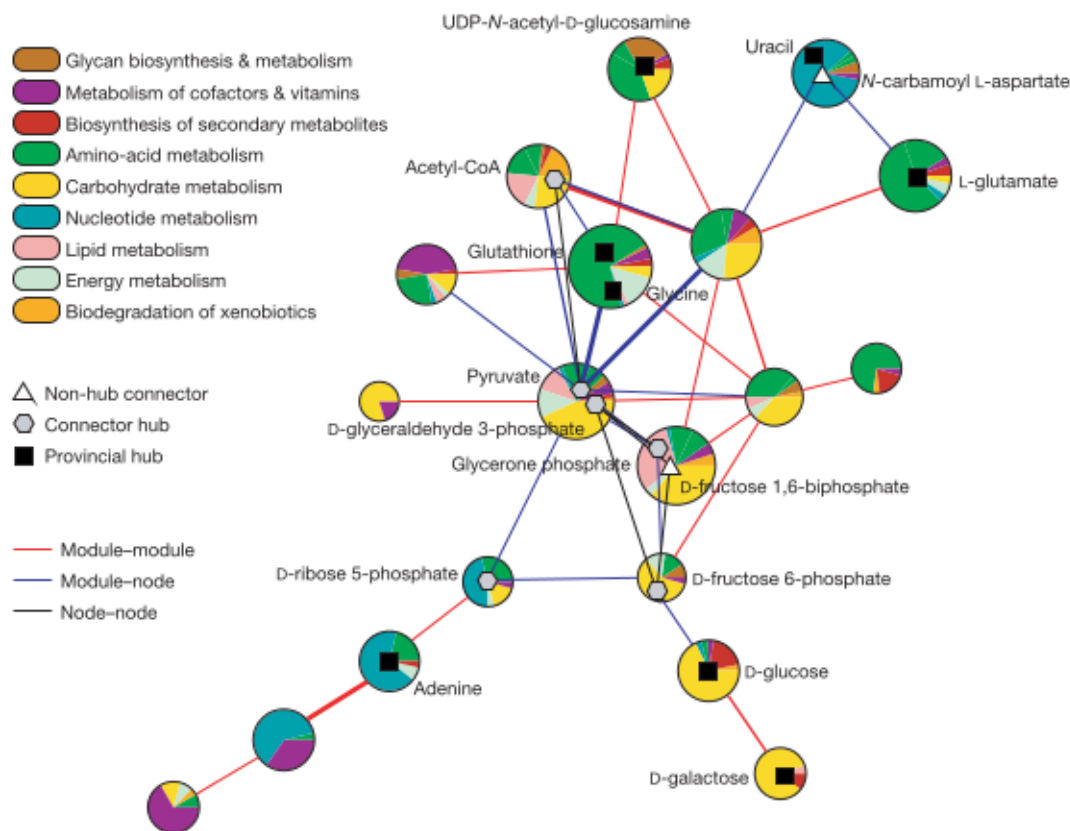 UDP-N-acetyl-D-glucosamine
Uracil
N-carbamoyl L-aspartate
Glycan biosynthesis & metabolism
Metabolism of cofactors & vitamins
Biosynthesis of secondary metabolites
Amino-acid metabolism
Carbohydrate metabolism
Nucleotide metabolism
Lipid metabolism
Energy metabolism
Biodegradation of xenobiotics
Acetyl-CoA
L-glutamate
Glutathione
Glycine
Pyruvate
Non-hub connector
Connector hub
Provincial hub
D-glyceraldehyde 3-phosphate
Glycerone phosphate
D-fructose 1,6-biphosphate
Module–module
Module–node
Node–node
D-ribose 5-phosphate
D-fructose 6-phosphate
Adenine
D-glucose
D-galactose